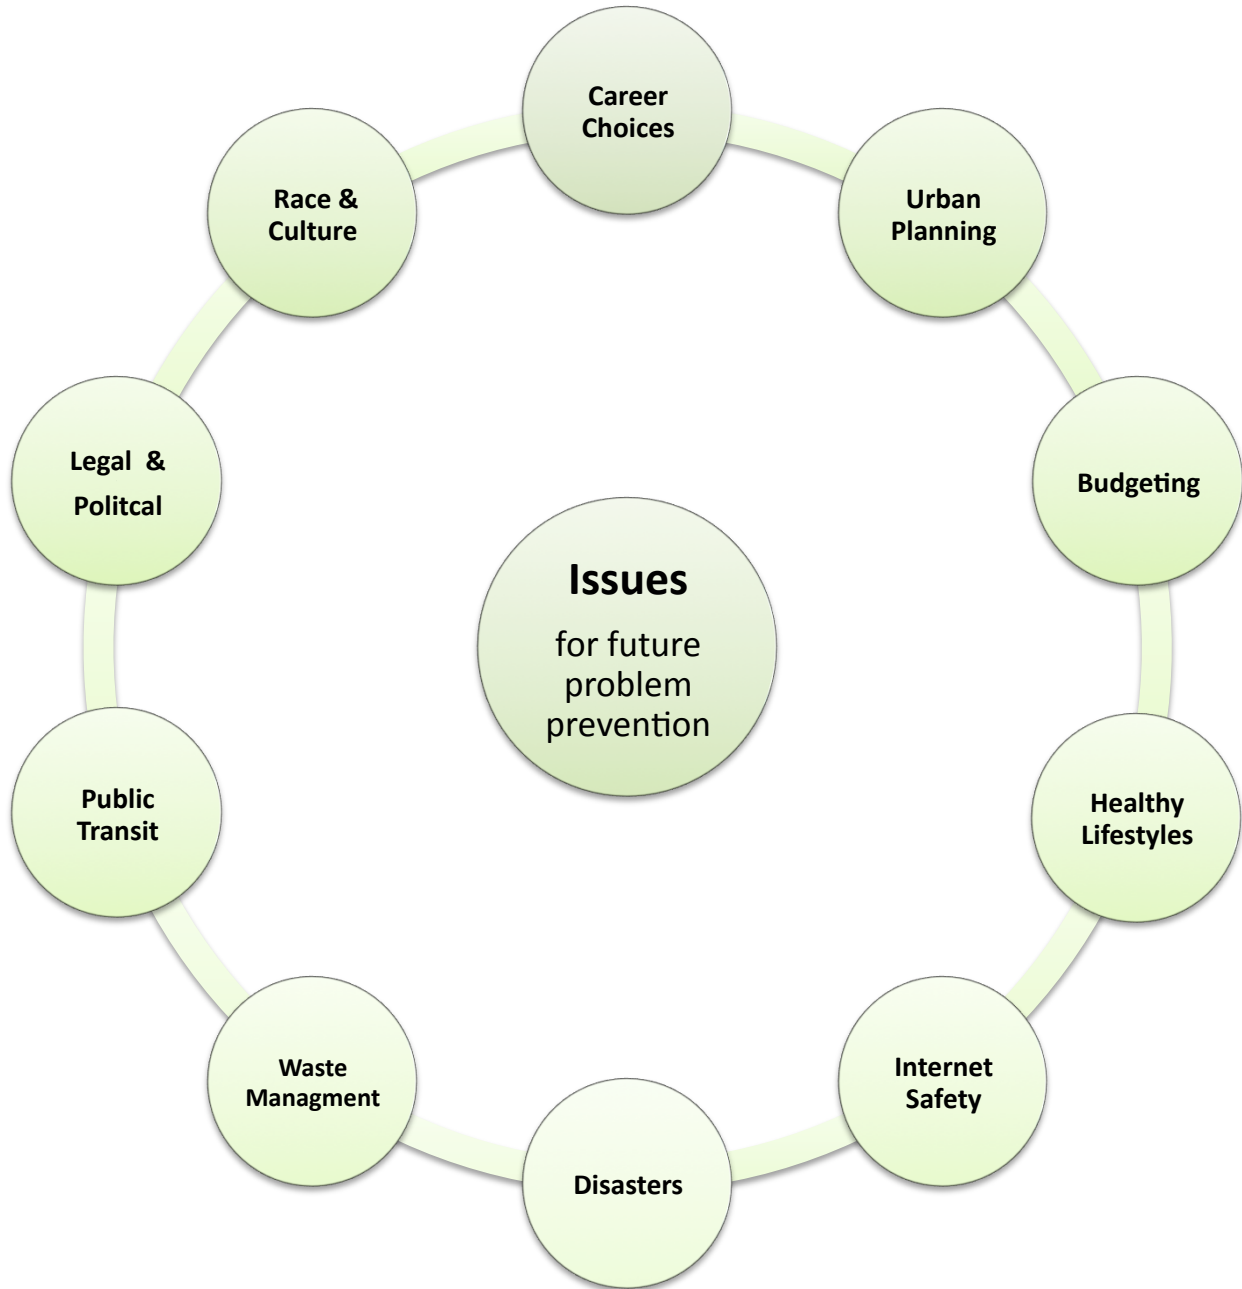 Career
Choices
Urban
Planning
Budgeting
Healthy
Lifestyles
Internet
Safety
Disasters
Waste
Managment
Public
Transit
Legal  &
Politcal
Race &
Culture
Issues
for future
problem
prevention